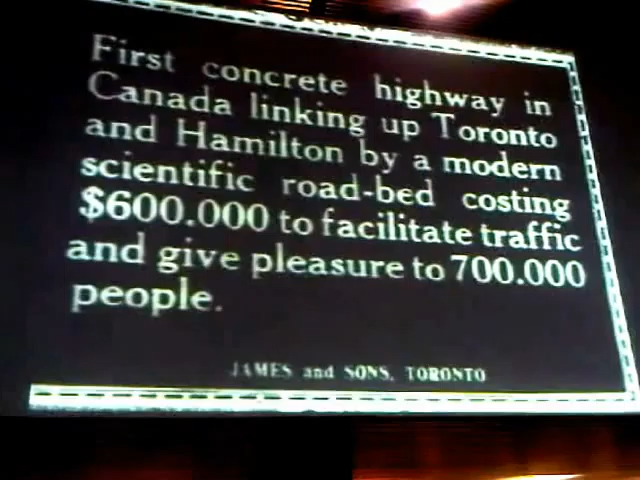 First concrete highway in
Canada linking up Toronto
and Hamilton by a modern
scientific road-bed costing
$600.000 to facilitate traffic
and give pleasure to 700.000
people.
JAMES and SONS, TORONTO